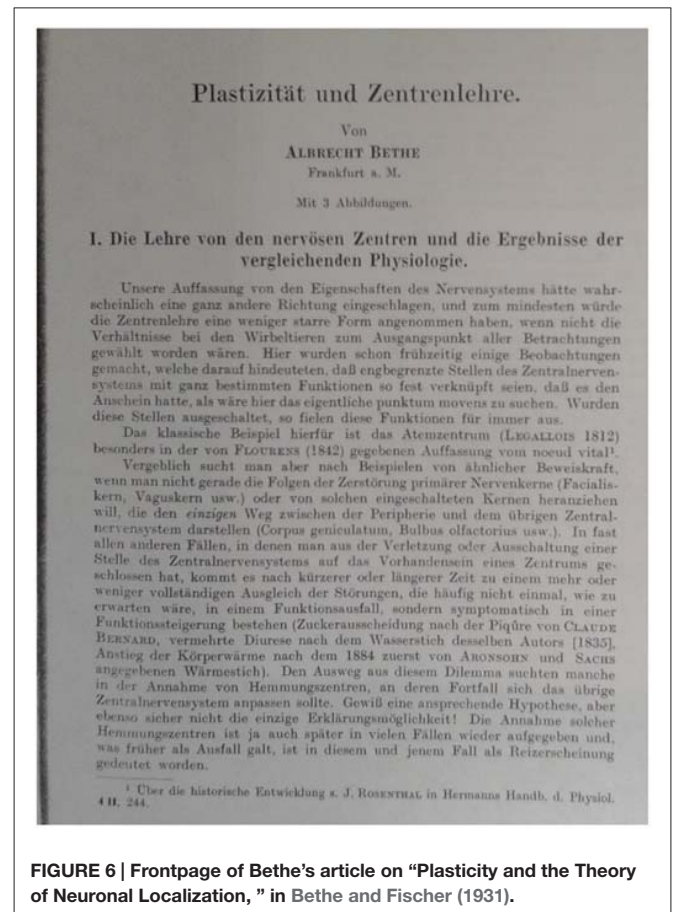 Plastizität und Zentrenlehre.
Von
ALBRECHT BETHE
Frankfurt a. M.
Mit 3 Abbildungen.
I. Die Lehre von den nervösen Zentren und die Ergebnisse der
vergleichenden Physiologie.
Unsere Auffassung von den Eigenschaften des Nervensystems hätte wahr-
scheinlich eine ganz andere Richtung eingeschlagen, und zum mindesten würde
die Zentrenlehre eine weniger starre Form angenommen haben, wenn nicht die
Verhältnisse bei den Wirbeltieren zum Ausgangspunkt aller Betrachtungen
gewählt worden wären. Hier wurden schon frühzeitig einige Beobachtungen
gemacht, welche darauf hindeuteten, daß engbegrenzte Stellen des Zentralnerven-
systems mit ganz bestimmten Funktionen so fest verknüpft seien, daß es den
Anschein hatte, als wäre hier das eigentliche punktum movens zu suchen. Wurden
diese Stellen ausgeschaltet, so fielen diese Funktionen für immer aus.
Das klassische Beispiel hierfür ist das Atemzentrum (LEGALLOIS 1812)
besonders in der von FLOURENS (1842) gegebenen Auffassung vom noeud vital¹.
Vergeblich sucht man aber nach Beispielen von ähnlicher Beweiskraft,
wenn man nicht gerade die Folgen der Zerstörung primärer Nervenkerne (Facialis-
kern, Vaguskern usw.) oder von solchen eingeschalteten Kernen heranziehen
will, die den einzigen Weg zwischen der Peripherie und dem übrigen Zentral-
nervensystem darstellen (Corpus geniculatum, Bulbus olfactorius usw.). In fast
allen anderen Fällen, in denen man aus der Verletzung oder Ausschaltung einer
Stelle des Zentralnervensystems auf das Vorhandensein eines Zentrums ge-
schlossen hat, kommt es nach kürzerer oder längerer Zeit zu einem mehr oder
weniger vollständigen Ausgleich der Störungen, die häufig nicht einmal, wie zu
erwarten wäre, in einem Funktionsausfall, sondern symptomatisch in einer
Funktionssteigerung bestehen (Zuckerausscheidung nach der Piqûre von CLAUDE
BERNARD, vermehrte Diurese nach dem Wasserstich desselben Autors [1835],
Anstieg der Körperwärme nach dem 1884 zuerst von ARONSOHN und SACHS
angegebenen Wärmestich). Den Ausweg aus diesem Dilemma suchten manche
in der Annahme von Hemmungszentren, an deren Fortfall sich das übrige
Zentralnervensystem anpassen sollte. Gewiß eine ansprechende Hypothese, aber
ebenso sicher nicht die einzige Erklärungsmöglichkeit! Die Annahme solcher
Hemmungszentren ist ja auch später in vielen Fällen wieder aufgegeben und,
was früher als Ausfall galt, ist in diesem und jenem Fall als Reizerscheinung
gedeutet worden.
¹ Über die historische Entwicklung s. J. ROSENTHAL in Hermanns Handb. d. Physiol.
4 II, 244.
FIGURE 6 | Frontpage of Bethe's article on "Plasticity and the Theory
of Neuronal Localization, " in Bethe and Fischer (1931).